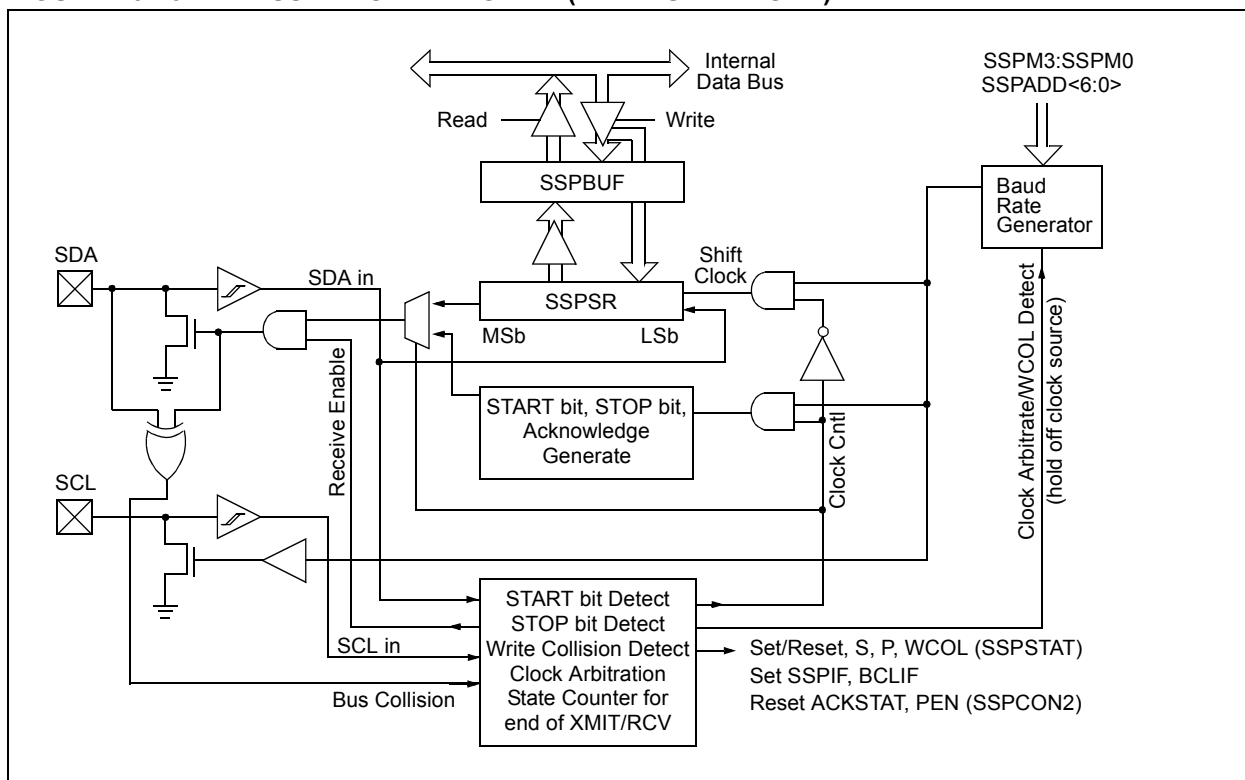 Internal
Data Bus
SSPM3:SSPM0
SSPADD<6:0>
Read
Write
SSPBUF
Baud
Rate
Generator
SDA
SDA in
Shift
Clock
SSPSR
MSb
LSb
Receive Enable
START bit, STOP bit,
Acknowledge
Generate
Clock Cntl
Clock Arbitrate/WCOL Detect
(hold off clock source)
SCL
SCL in
Bus Collision
START bit Detect
STOP bit Detect
Write Collision Detect
Clock Arbitration
State Counter for
end of XMIT/RCV
Set/Reset, S, P, WCOL (SSPSTAT)
Set SSPIF, BCLIF
Reset ACKSTAT, PEN (SSPCON2)